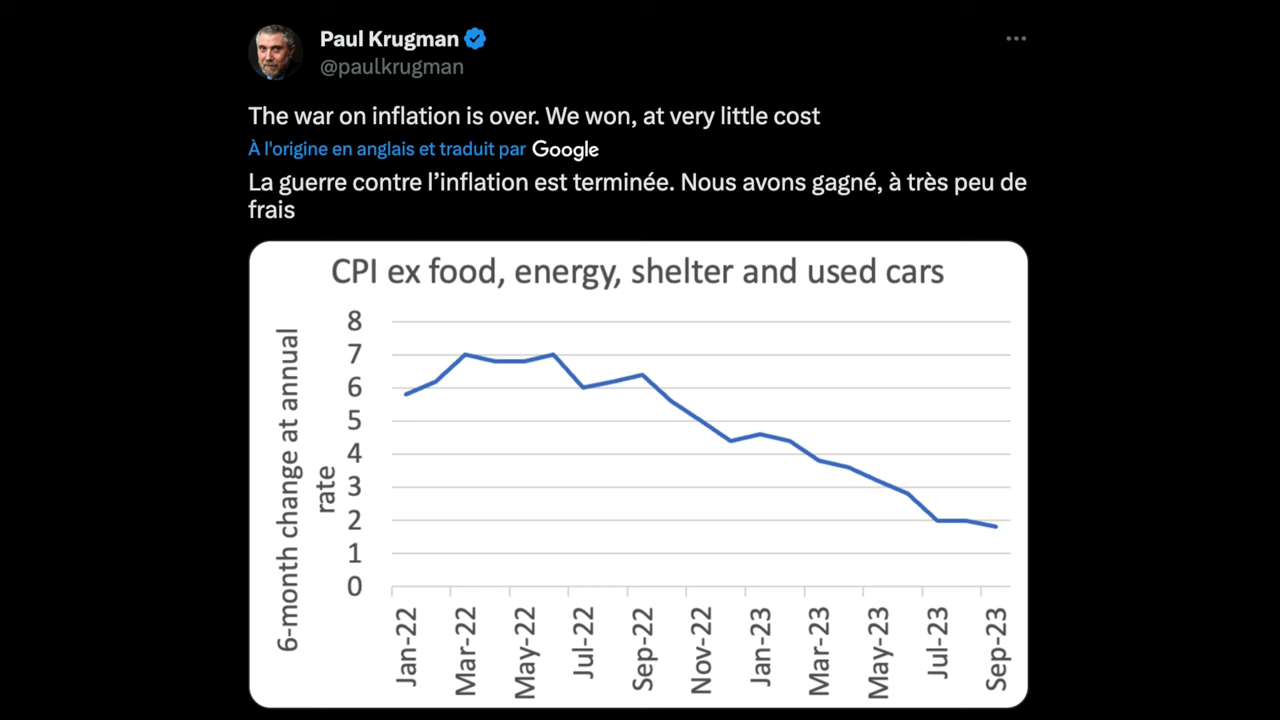 Paul Krugman
@paulkrugman
The war on inflation is over. We won, at very little cost
À l'origine en anglais et traduit par Google
La guerre contre l’inflation est terminée. Nous avons gagné, à très peu de
frais
CPI ex food, energy, shelter and used cars
6-month change at annual
rate
8
7
6
5
4
3
2
1
0
Jan-22
Mar-22
May-22
Jul-22
Sep-22
Nov-22
Jan-23
Mar-23
May-23
Jul-23
Sep-23